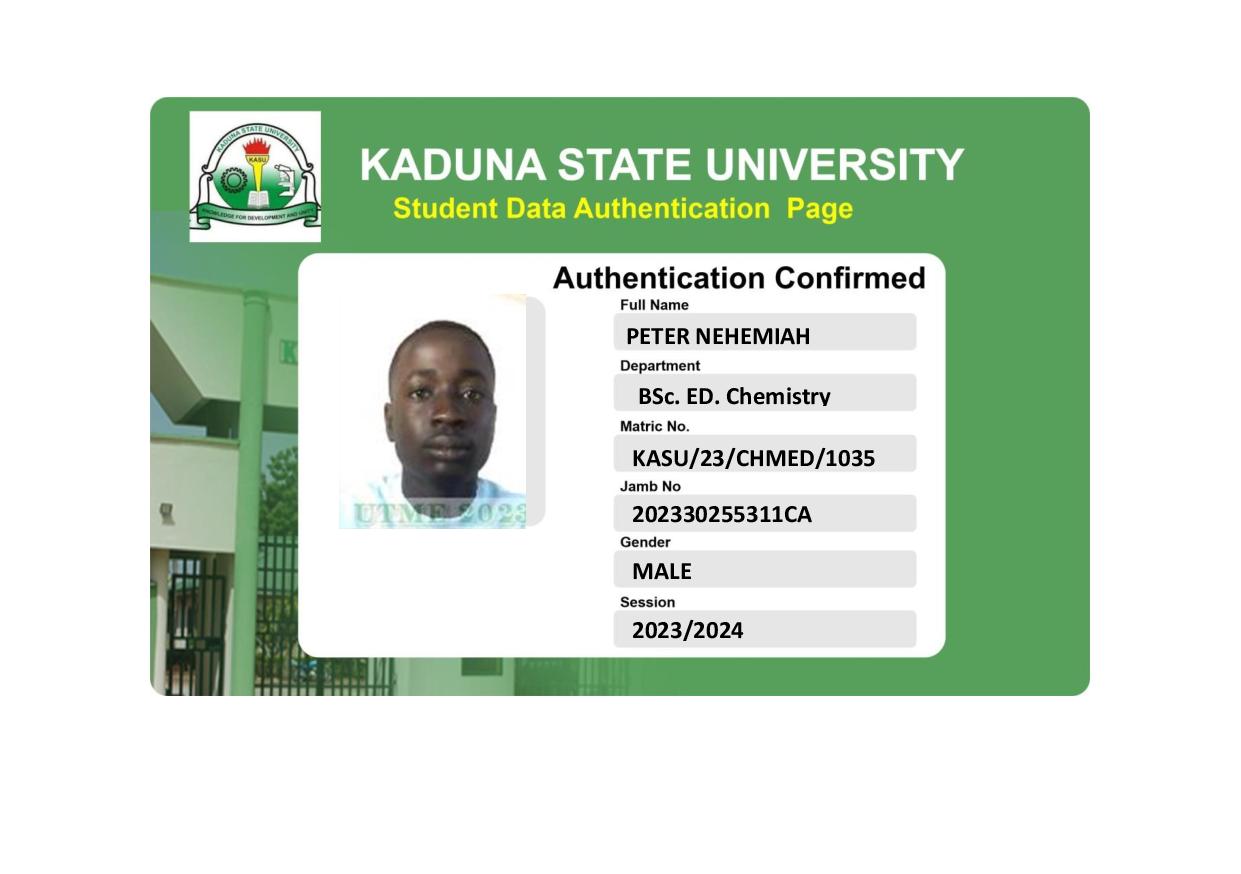 KADUNA STATE UNIVERSITY
KASU
KNOWLEDGE FOR DEVELOPMENT AND UNITY
KADUNA STATE UNIVERSITY
Student Data Authentication Page
Authentication Confirmed
Full Name
PETER NEHEMIAH
Department
BSc. ED. Chemistry
Matric No.
KASU/23/CHMED/1035
Jamb No
202330255311CA
Gender
MALE
Session
2023/2024
UTME 2023
K